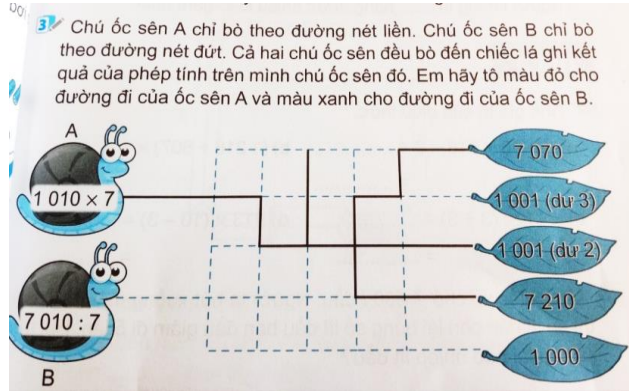 3 Chú ốc sên A chỉ bò theo đường nét liền. Chú ốc sên B chỉ bò
theo đường nét đứt. Cả hai chú ốc sên đều bò đến chiếc lá ghi kết
quả của phép tính trên mình chú ốc sên đó. Em hãy tô màu đỏ cho
đường đi của ốc sên A và màu xanh cho đường đi của ốc sên B.
A
7 070
1 010 × 7
1 001 (dư 3)
1 001 (dư 2)
7 010 : 7
7 210
1 000
B